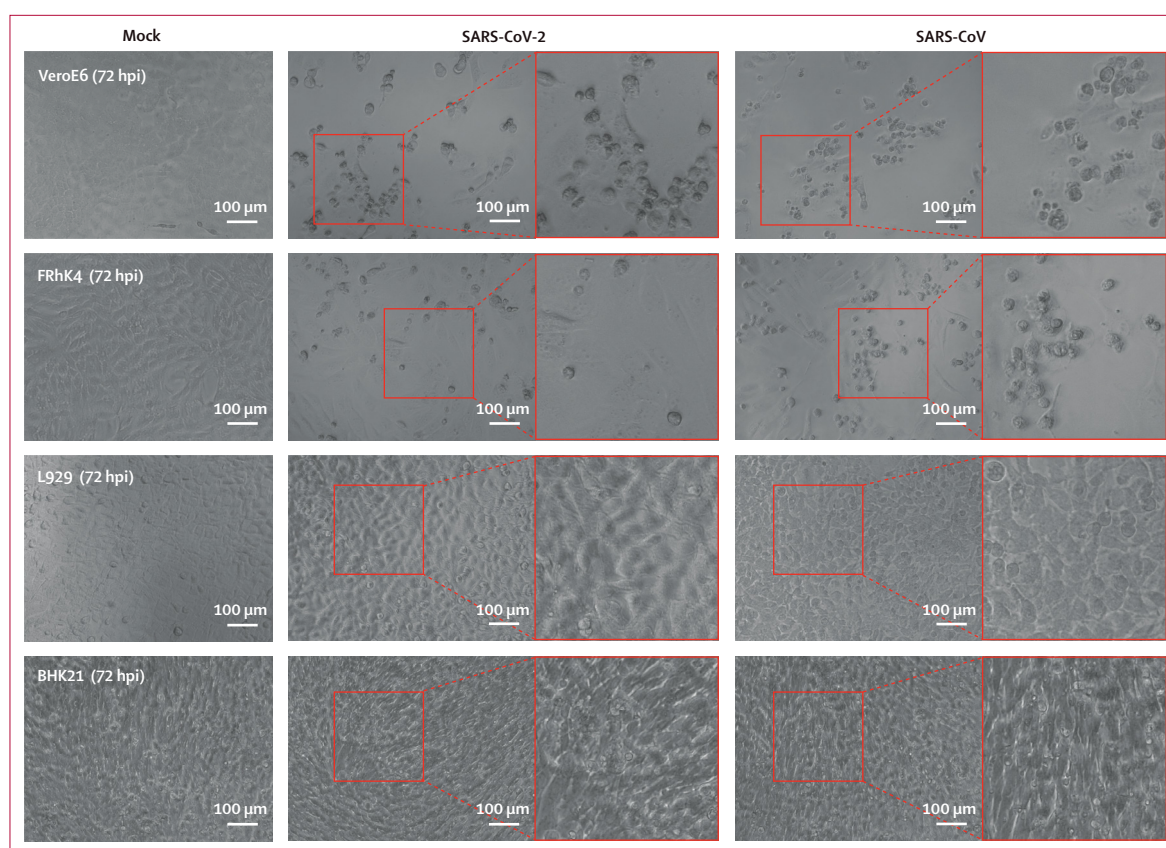 Mock
SARS-CoV-2
SARS-CoV
VeroE6 (72 hpi)
100 µm
100 µm
100 µm
FRhK4 (72 hpi)
100 µm
100 µm
100 µm
L929 (72 hpi)
100 µm
100 µm
100 µm
BHK21 (72 hpi)
100 µm
100 µm
100 µm